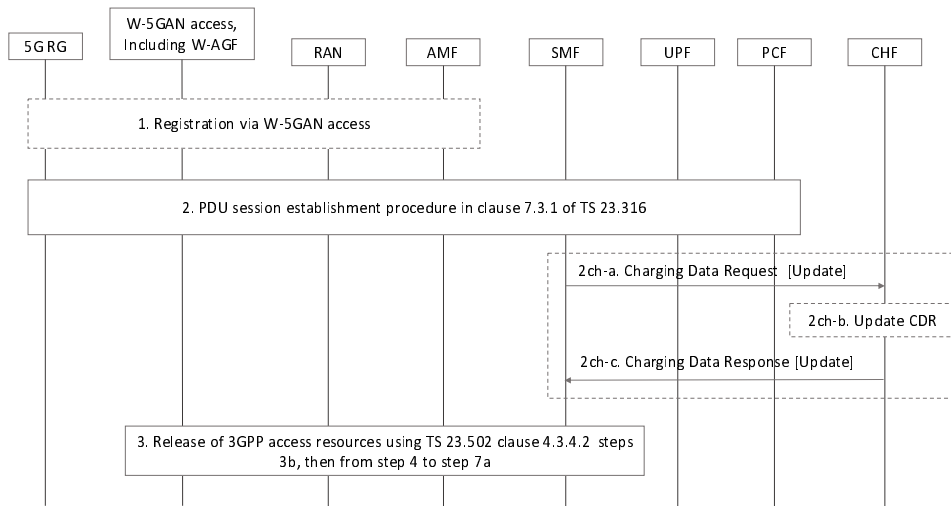 W-5GAN access,
Including W-AGF
5G RG
RAN
AMF
SMF
UPF
PCF
CHF
1. Registration via W-5GAN access
2. PDU session establishment procedure in clause 7.3.1 of TS 23.316
2ch-a. Charging Data Request [Update]
2ch-b. Update CDR
2ch-c. Charging Data Response [Update]
3. Release of 3GPP access resources using TS 23.502 clause 4.3.4.2 steps
3b, then from step 4 to step 7a